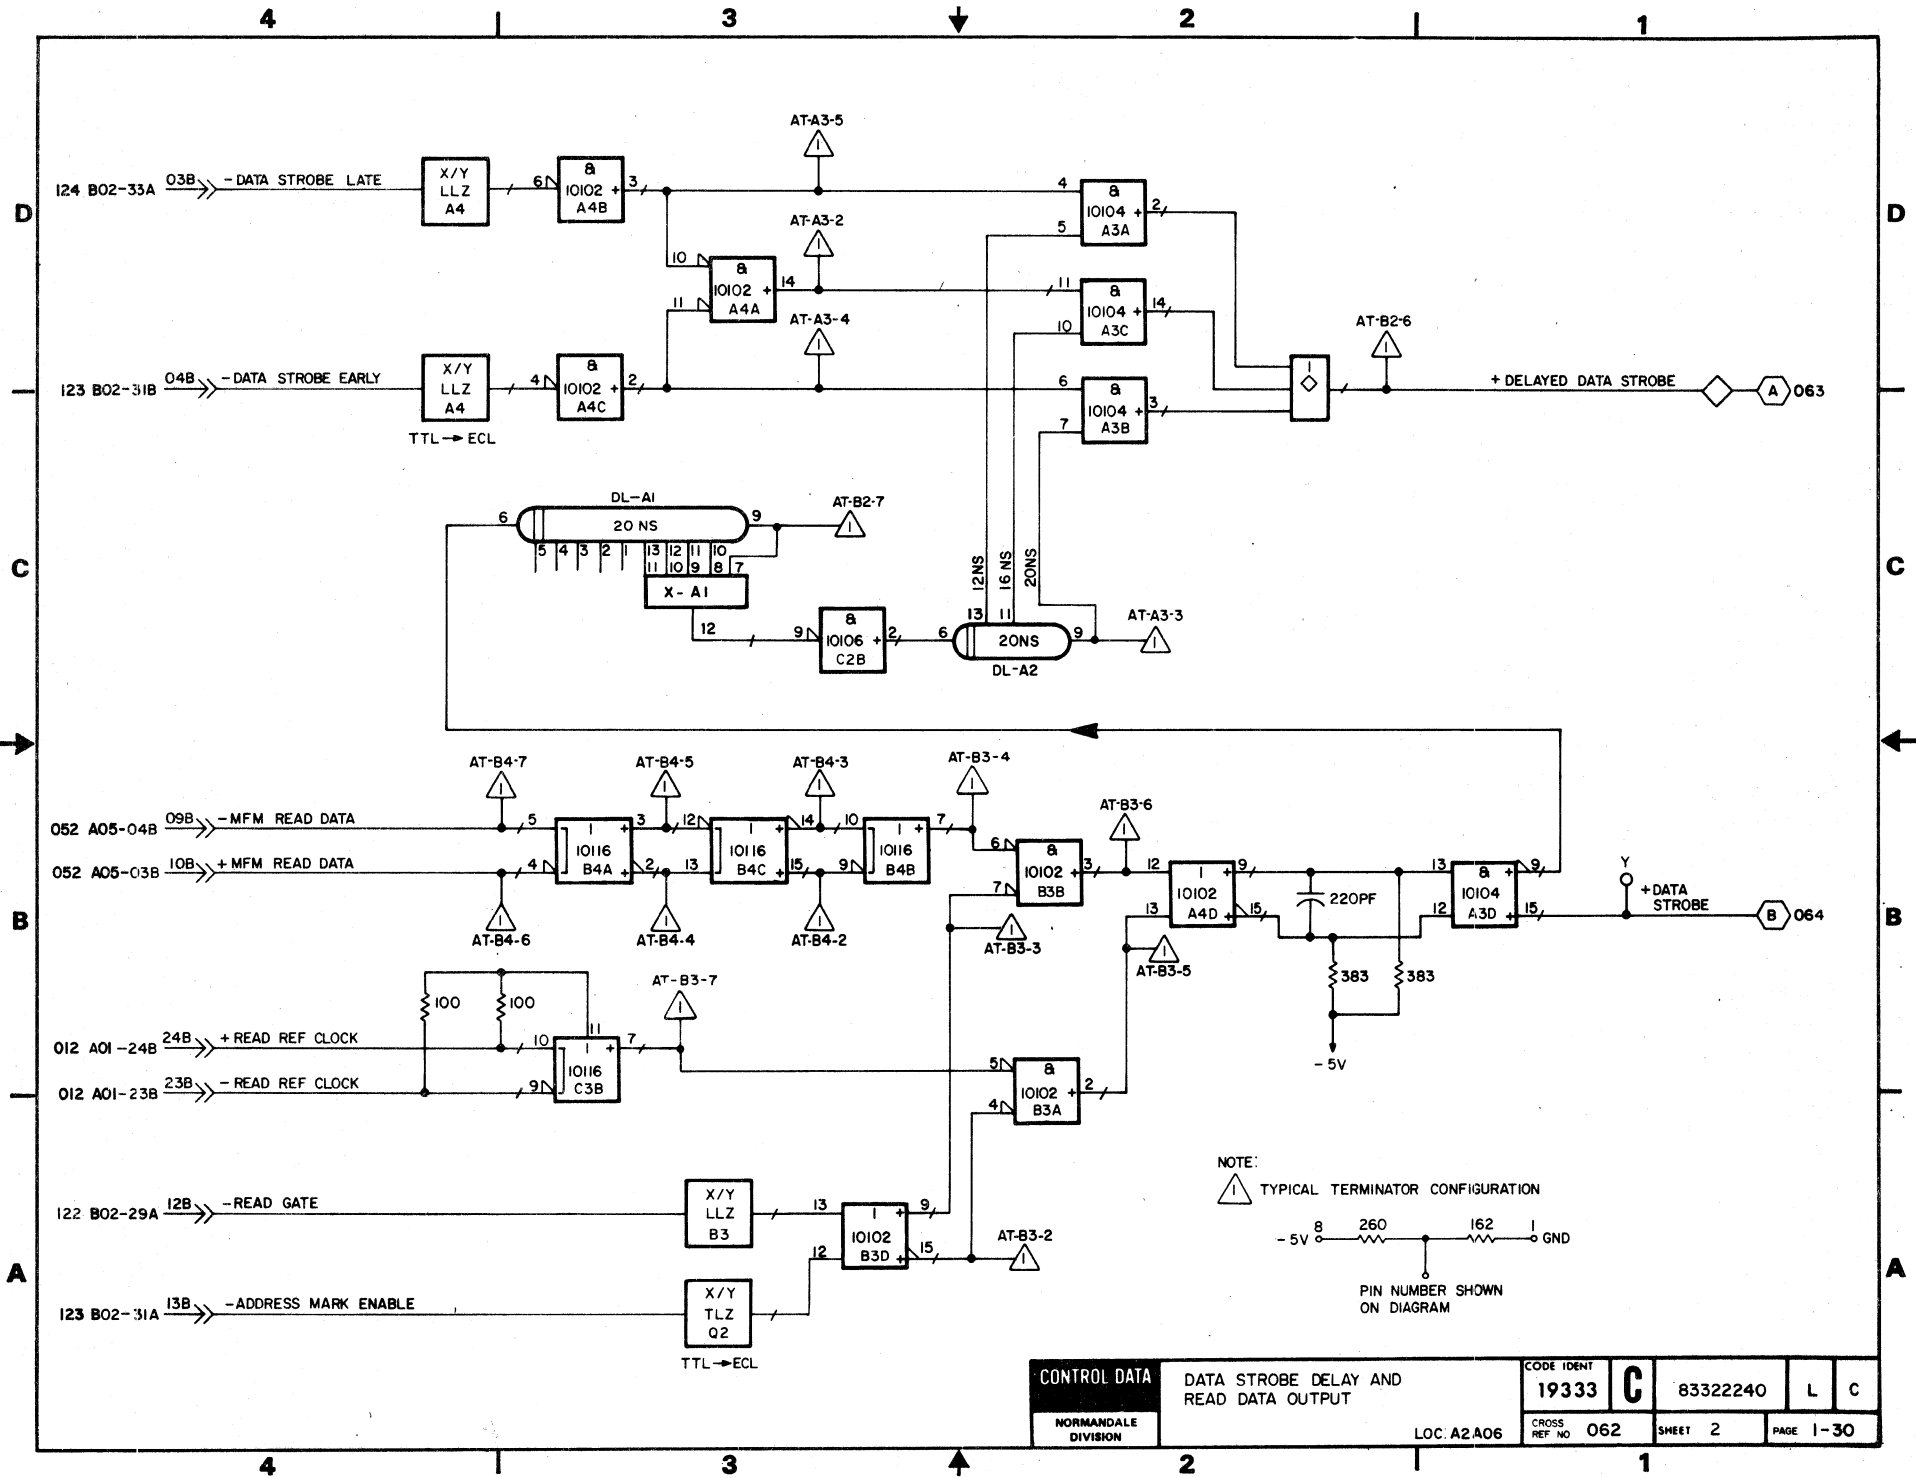 4 3 2 1
AT-A3-5
124 B02-33A 03B -DATA STROBE LATE
X/Y LLZ A4
6 & 10102 + A4B 3
4 & 10104 + A3A 2
5
D D
AT-A3-2
10 & 10102 + A4A 14
11
11 & 10104 + A3C 14
10
AT-A3-4
AT-B2-6
123 B02-31B 04B -DATA STROBE EARLY
X/Y LLZ A4
TTL→ECL
4 & 10102 + A4C 2
6 & 10104 + A3B 3
7
1
+ DELAYED DATA STROBE A 063
DL-A1
6 20 NS 9
AT-B2-7
5 4 3 2 1 13 12 11 10
11 10 9 8 7
X-A1
12
C C
12NS 16 NS 20NS
9 & 10106 + C2B 2
13 11
6 20NS 9
DL-A2
AT-A3-3
AT-B4-7 AT-B4-5 AT-B4-3 AT-B3-4
AT-B3-6
052 A05-04B 09B -MFM READ DATA
052 A05-03B 10B + MFM READ DATA
5 1 + 3
4 10116 B4A 2
12 1 + 14
13 10116 B4C 15
10 1 + 7
9 10116 B4B
6 & 10102 + B3B 3
7
12 1 + 9
13 10102 A4D + 15
220PF
13 & 9
12 10104 A3D + 15
Y
+DATA STROBE B 064
B B
AT-B4-6 AT-B4-4 AT-B4-2 AT-B3-3
AT-B3-5
383 383
-5V
100 100
AT-B3-7
012 A01-24B 24B + READ REF CLOCK
012 A01-23B 23B - READ REF CLOCK
11
10 1 + 7
9 10116 C3B
5 & 10102 + B3A 2
4
122 B02-29A 12B -READ GATE
X/Y LLZ B3
13 1 + 9
12 10102 B3D + 15
AT-B3-2
123 B02-31A 13B -ADDRESS MARK ENABLE
X/Y TLZ Q2
TTL→ECL
A A
NOTE:
1 TYPICAL TERMINATOR CONFIGURATION
-5V 8 260 162 1 GND
PIN NUMBER SHOWN
ON DIAGRAM
CONTROL DATA
NORMANDALE
DIVISION
DATA STROBE DELAY AND
READ DATA OUTPUT
LOC: A2A06
CODE IDENT
19333 C 83322240 L C
CROSS
REF NO 062 SHEET 2 PAGE 1-30
4 3 2 1